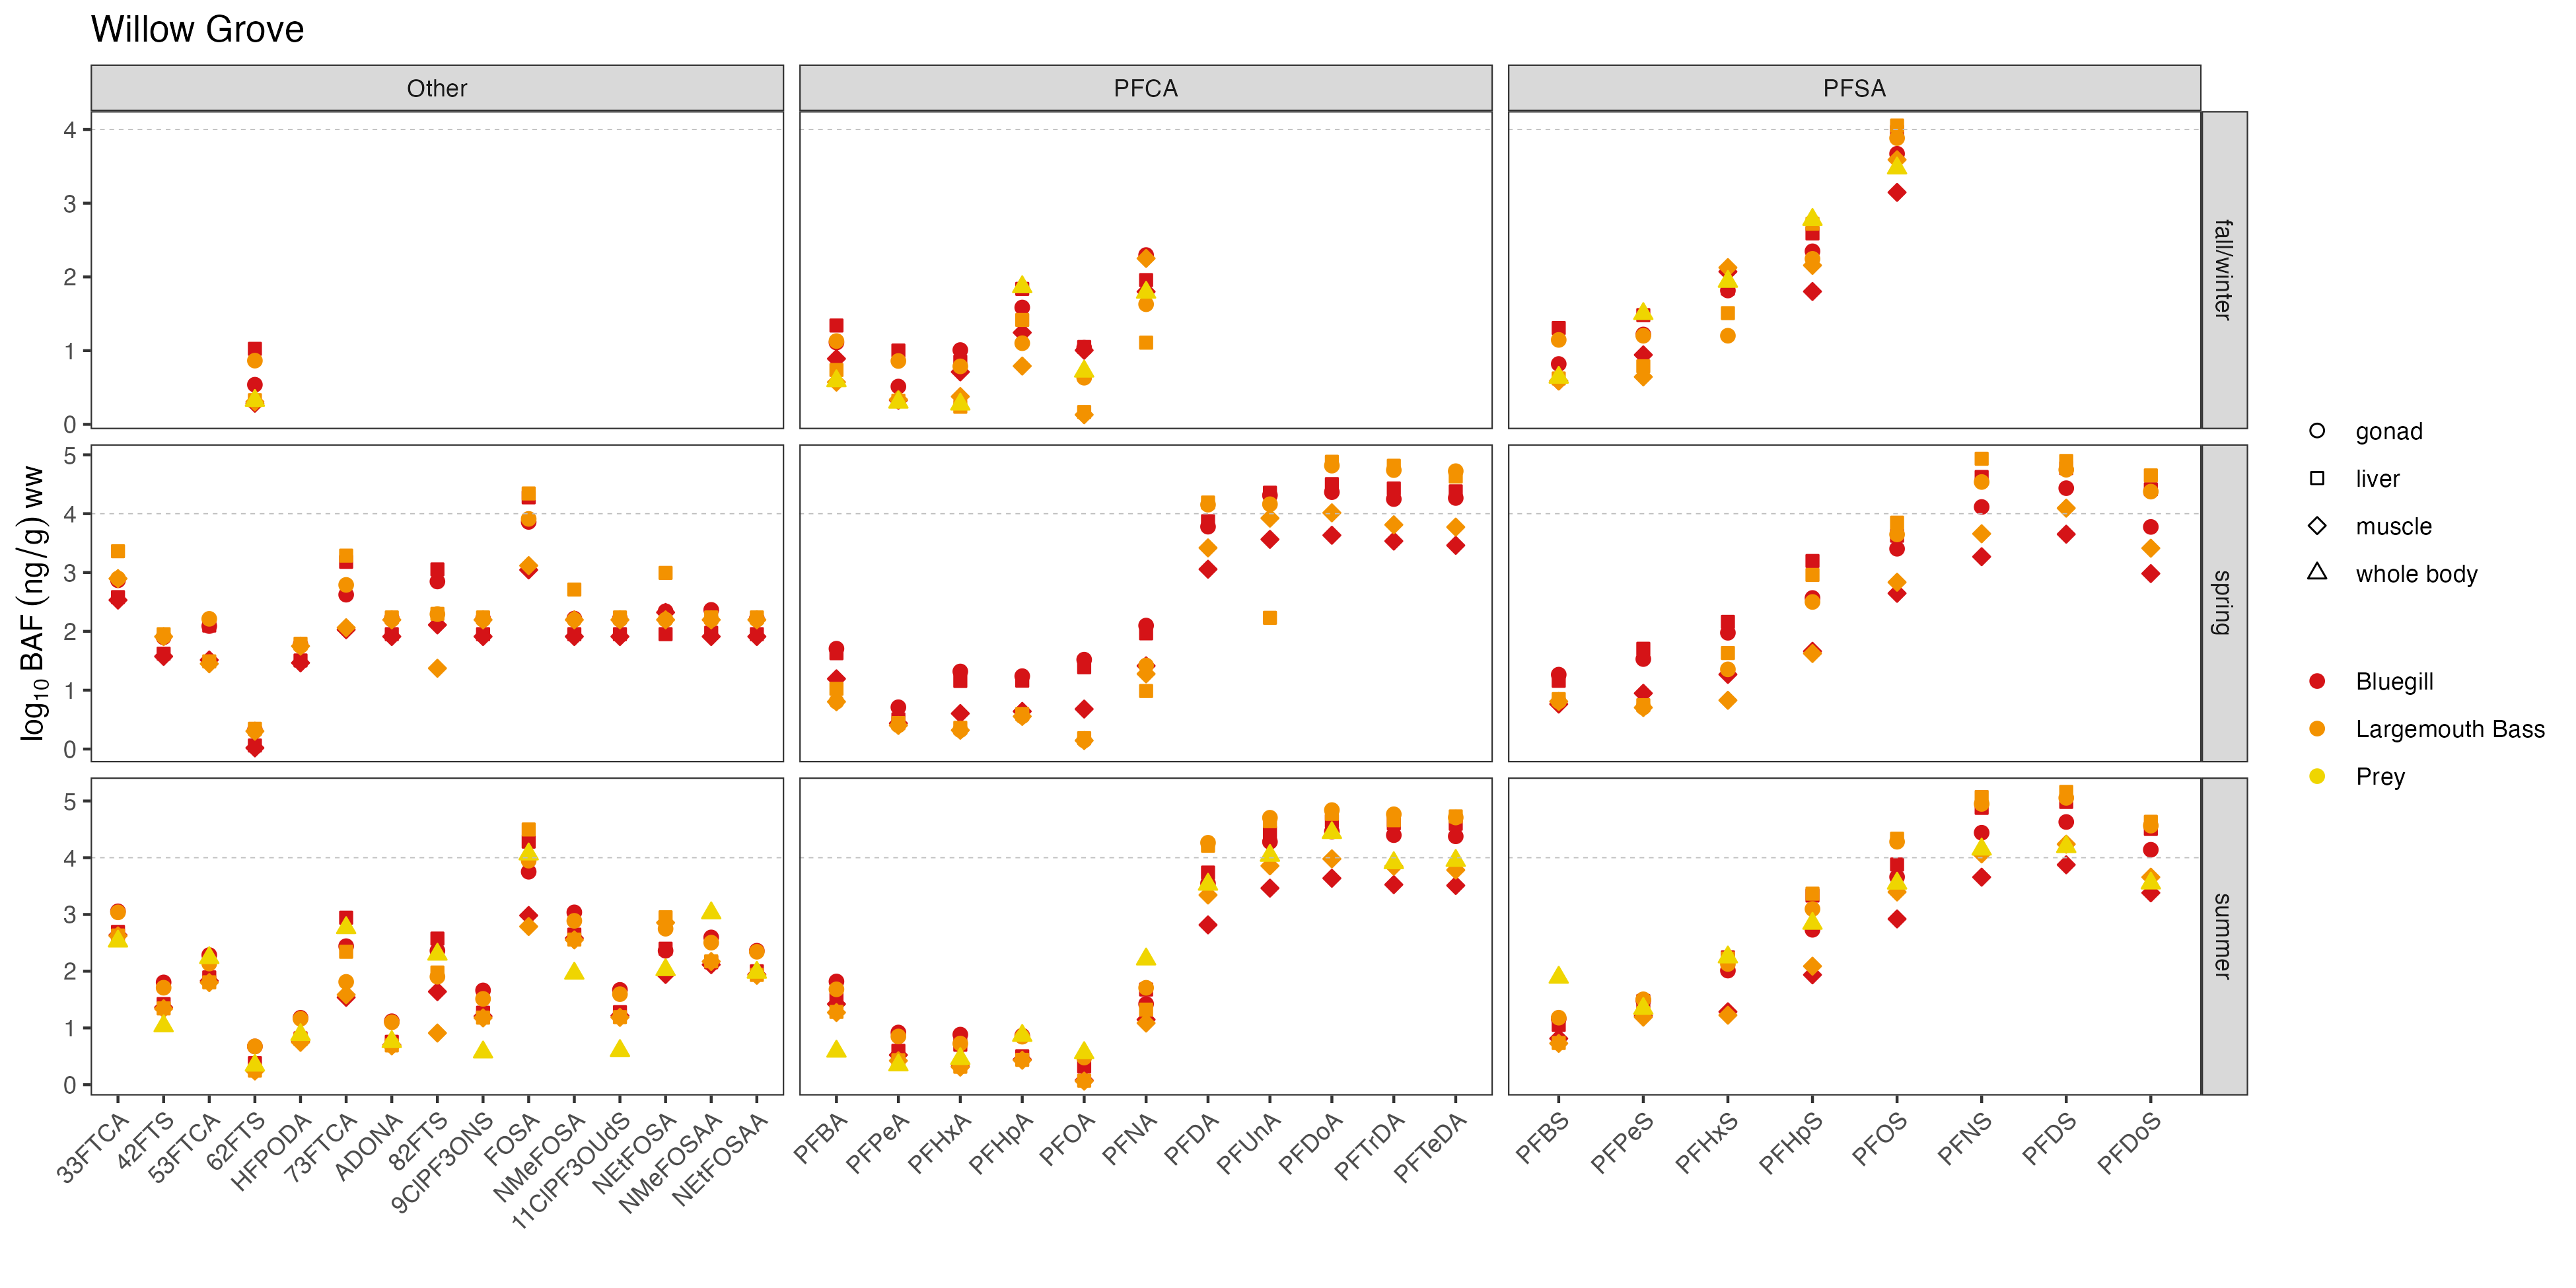 Willow Grove
Other
PFCA
PFSA
4
3
2
1
0
fall/winter
5
4
3
2
1
0
spring
5
4
3
2
1
0
summer
log10 BAF (ng/g) ww
33FTCA
42FTS
53FTCA
62FTS
HFPODA
73FTCA
ADONA
82FTS
9ClPF3ONS
FOSA
NMeFOSA
11ClPF3OUdS
NEtFOSA
NMeFOSAA
NEtFOSAA
PFBA
PFPeA
PFHxA
PFHpA
PFOA
PFNA
PFDA
PFUnA
PFDoA
PFTrDA
PFTeDA
PFBS
PFPeS
PFHxS
PFHpS
PFOS
PFNS
PFDS
PFDoS
gonad
liver
muscle
whole body
Bluegill
Largemouth Bass
Prey